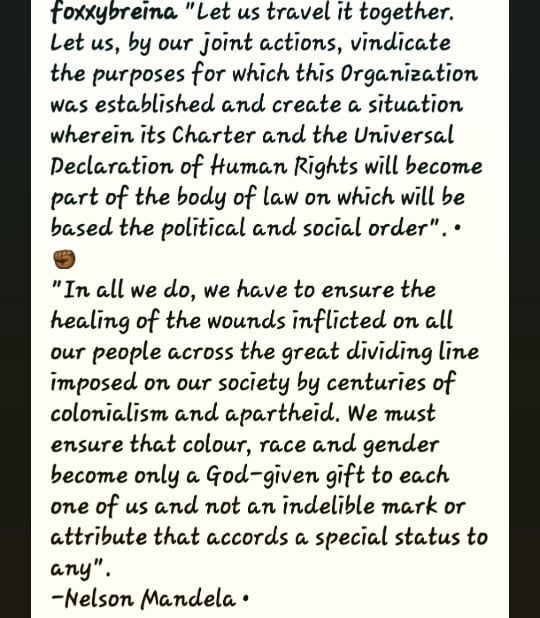 foxxybreina "Let us travel it together.
Let us, by our joint actions, vindicate
the purposes for which this Organization
was established and create a situation
wherein its Charter and the Universal
Declaration of Human Rights will become
part of the body of law on which will be
based the political and social order". •
✊🏾
"In all we do, we have to ensure the
healing of the wounds inflicted on all
our people across the great dividing line
imposed on our society by centuries of
colonialism and apartheid. We must
ensure that colour, race and gender
become only a God-given gift to each
one of us and not an indelible mark or
attribute that accords a special status to
any".
-Nelson Mandela •